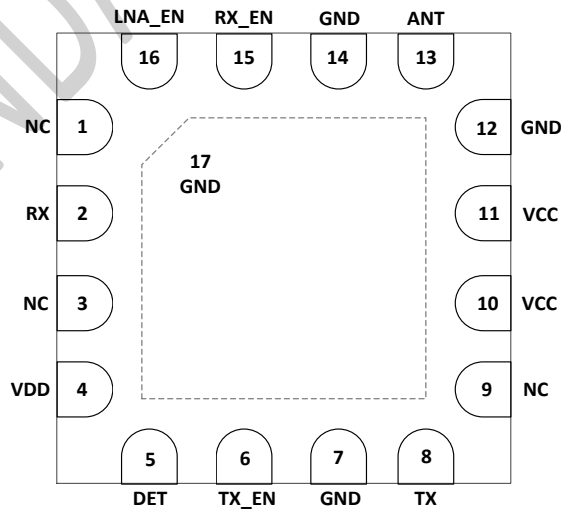 LNA_EN RX_EN GND ANT
16 15 14 13
NC 1 12 GND
17
GND
RX 2 11 VCC
NC 3 10 VCC
VDD 4 9 NC
5 6 7 8
DET TX_EN GND TX